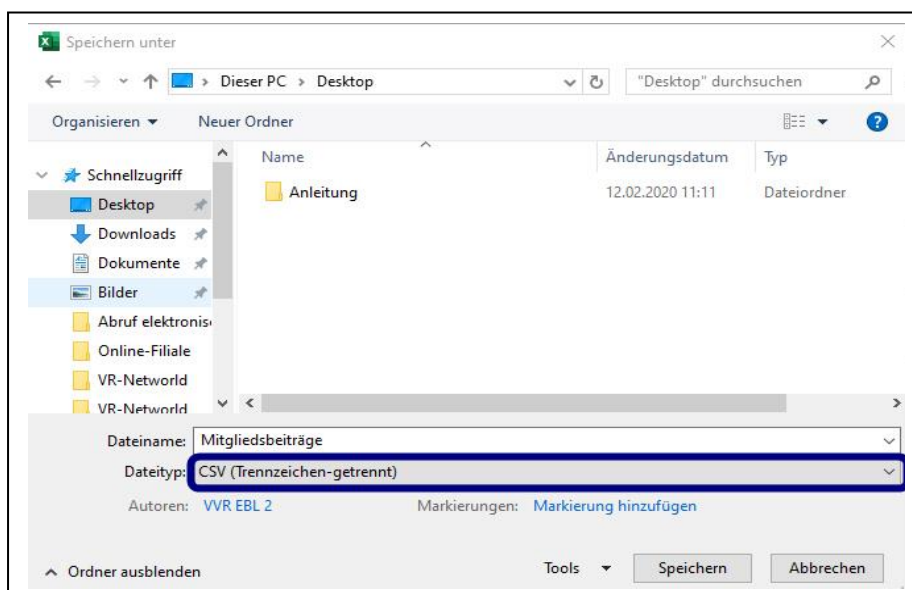 Speichern unter
Dieser PC > Desktop
"Desktop" durchsuchen
Organisieren
Neuer Ordner
Name
Änderungsdatum
Typ
Schnellzugriff
Desktop
Downloads
Dokumente
Bilder
Abruf elektronis
Online-Filiale
VR-Networld
VR-Networld
Anleitung
12.02.2020 11:11
Dateiordner
Dateiname: Mitgliedsbeiträge
Dateityp: CSV (Trennzeichen-getrennt)
Autoren: VVR EBL 2
Markierungen: Markierung hinzufügen
Ordner ausblenden
Tools
Speichern
Abbrechen